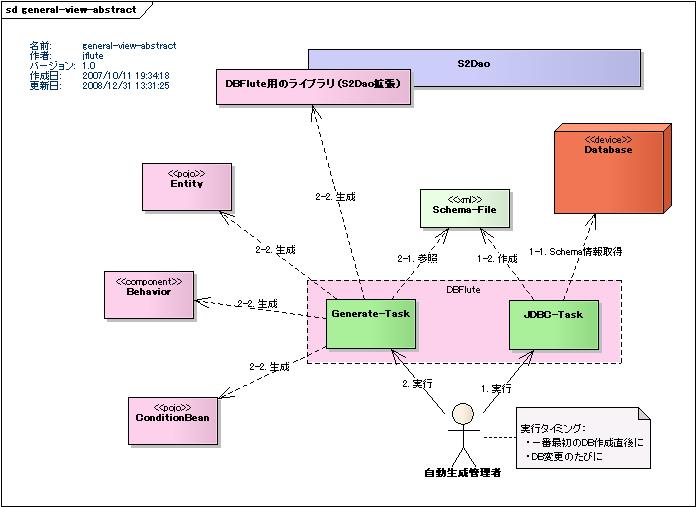 sd general-view-abstract
名前: general-view-abstract
作者: jflute
バージョン: 1.0
作成日: 2007/10/11 19:34:18
更新日: 2008/12/31 13:31:25
S2Dao
DBFlute用のライブラリ(S2Dao拡張)
<<device>>
Database
<<pojo>>
Entity
<<xml>>
Schema-File
2-2. 生成
2-2. 生成
2-1. 参照
1-2. 作成
1-1. Schema情報取得
<<component>>
Behavior
2-2. 生成
DBFlute
Generate-Task
JDBC-Task
2-2. 生成
2. 実行
1. 実行
<<pojo>>
ConditionBean
自動生成管理者
実行タイミング:
・一番最初のDB作成直後に
・DB変更のたびに